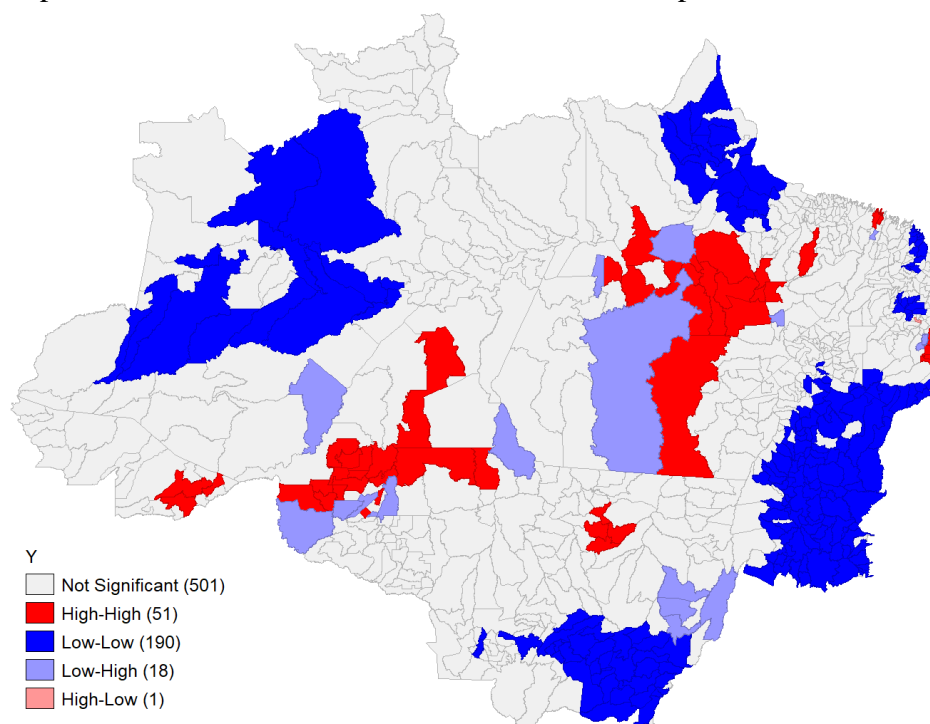 Y
Not Significant (501)
High-High (51)
Low-Low (190)
Low-High (18)
High-Low (1)